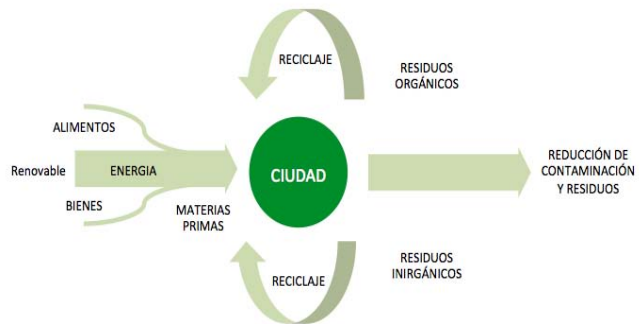 RECICLAJE
RESIDUOS
ORGÁNICOS
ALIMENTOS
Renovable
ENERGIA
CIUDAD
REDUCCIÓN DE
CONTAMINACIÓN
Y RESIDUOS
BIENES
MATERIAS
PRIMAS
RESIDUOS
INIRGÁNICOS
RECICLAJE